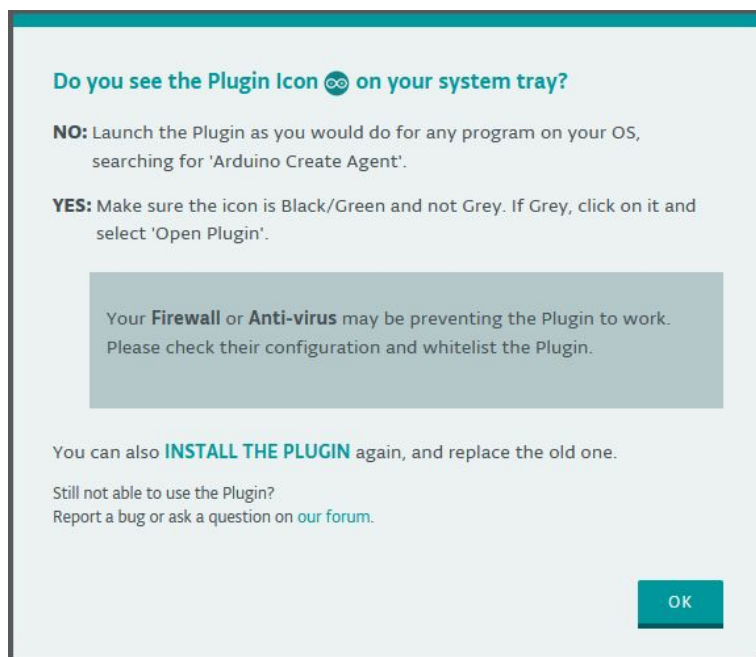 Do you see the Plugin Icon on your system tray?
NO: Launch the Plugin as you would do for any program on your OS,
searching for 'Arduino Create Agent'.
YES: Make sure the icon is Black/Green and not Grey. If Grey, click on it and
select 'Open Plugin'.
Your Firewall or Anti-virus may be preventing the Plugin to work.
Please check their configuration and whitelist the Plugin.
You can also INSTALL THE PLUGIN again, and replace the old one.
Still not able to use the Plugin?
Report a bug or ask a question on our forum.
OK